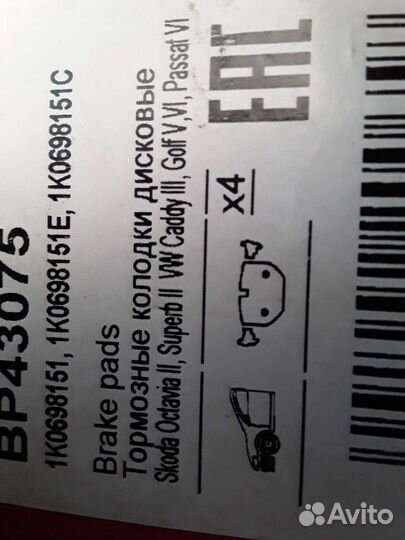 BP43075
1K0698151, 1K0698151E, 1K0698151C
Brake pads
Тормозные колодки дисковые
Skoda Octavia II, Superb II VW Caddy III, Golf V,VI, Passat VI
x4
EAC
Avito